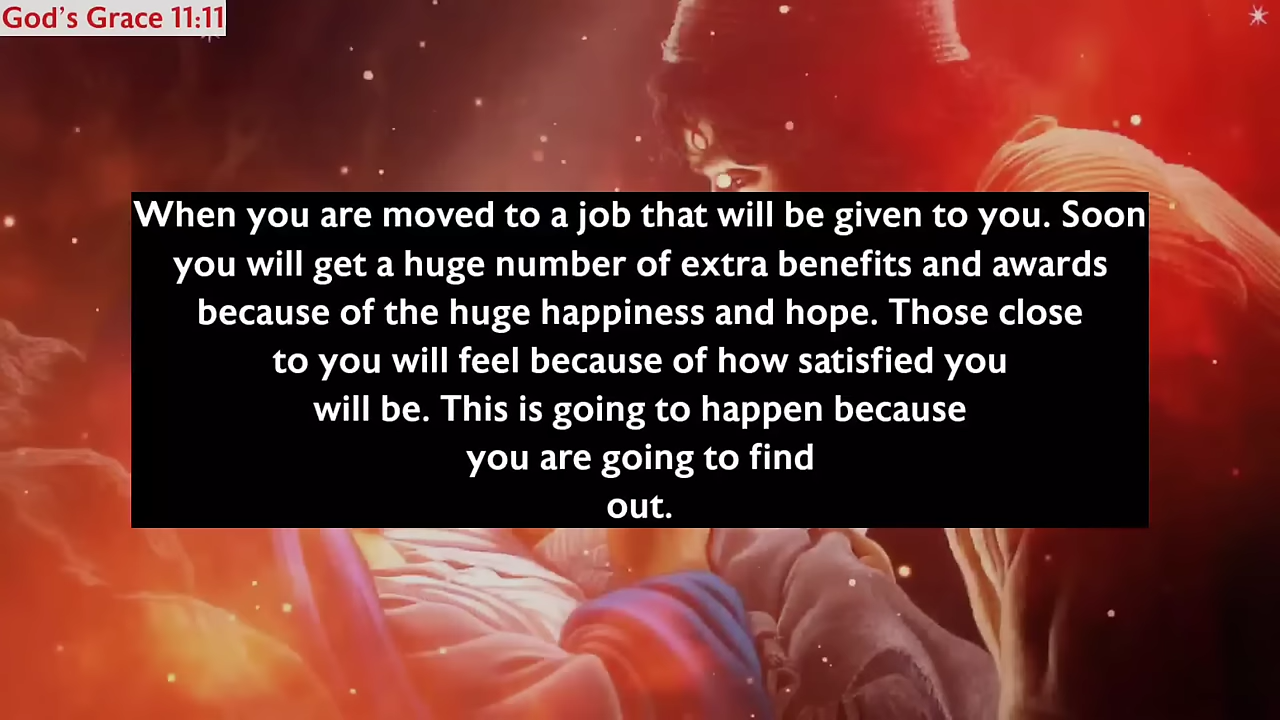 God's Grace 11:11
When you are moved to a job that will be given to you. Soon
you will get a huge number of extra benefits and awards
because of the huge happiness and hope. Those close
to you will feel because of how satisfied you
will be. This is going to happen because
you are going to find
out.